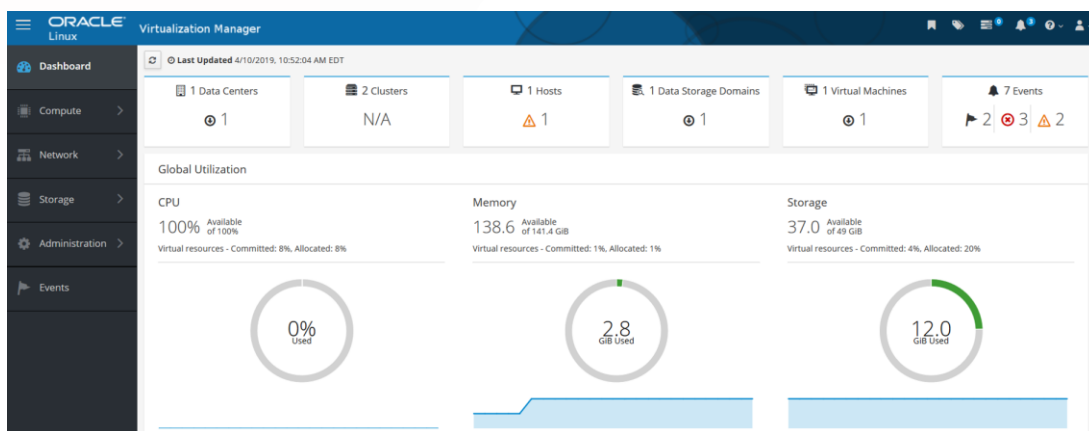 ORACLE
Linux
Virtualization Manager
0
3
Dashboard
Compute
Network
Storage
Administration
Events
Last Updated 4/10/2019, 10:52:04 AM EDT
1 Data Centers
1
2 Clusters
N/A
1 Hosts
1
1 Data Storage Domains
1
1 Virtual Machines
1
7 Events
2 3 2
Global Utilization
CPU
100% Available of 100%
Virtual resources - Committed: 8%, Allocated: 8%
0%
Used
Memory
138.6 Available of 141.4 GiB
Virtual resources - Committed: 1%, Allocated: 1%
2.8
GiB Used
Storage
37.0 Available of 49 GiB
Virtual resources - Committed: 4%, Allocated: 20%
12.0
GiB Used